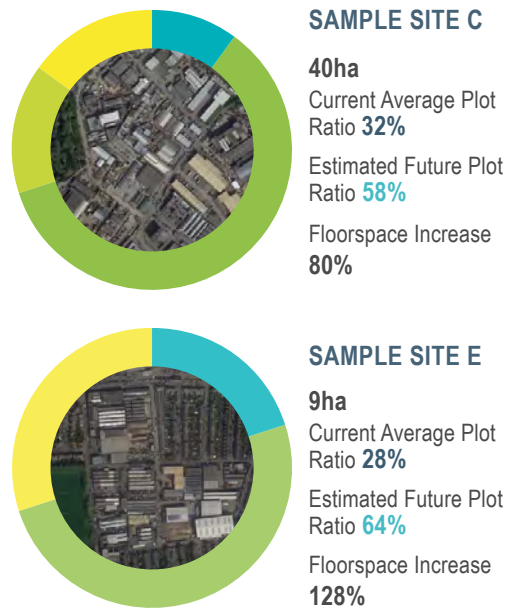 SAMPLE SITE C
40ha
Current Average Plot
Ratio 32%
Estimated Future Plot
Ratio 58%
Floorspace Increase
80%
SAMPLE SITE E
9ha
Current Average Plot
Ratio 28%
Estimated Future Plot
Ratio 64%
Floorspace Increase
128%